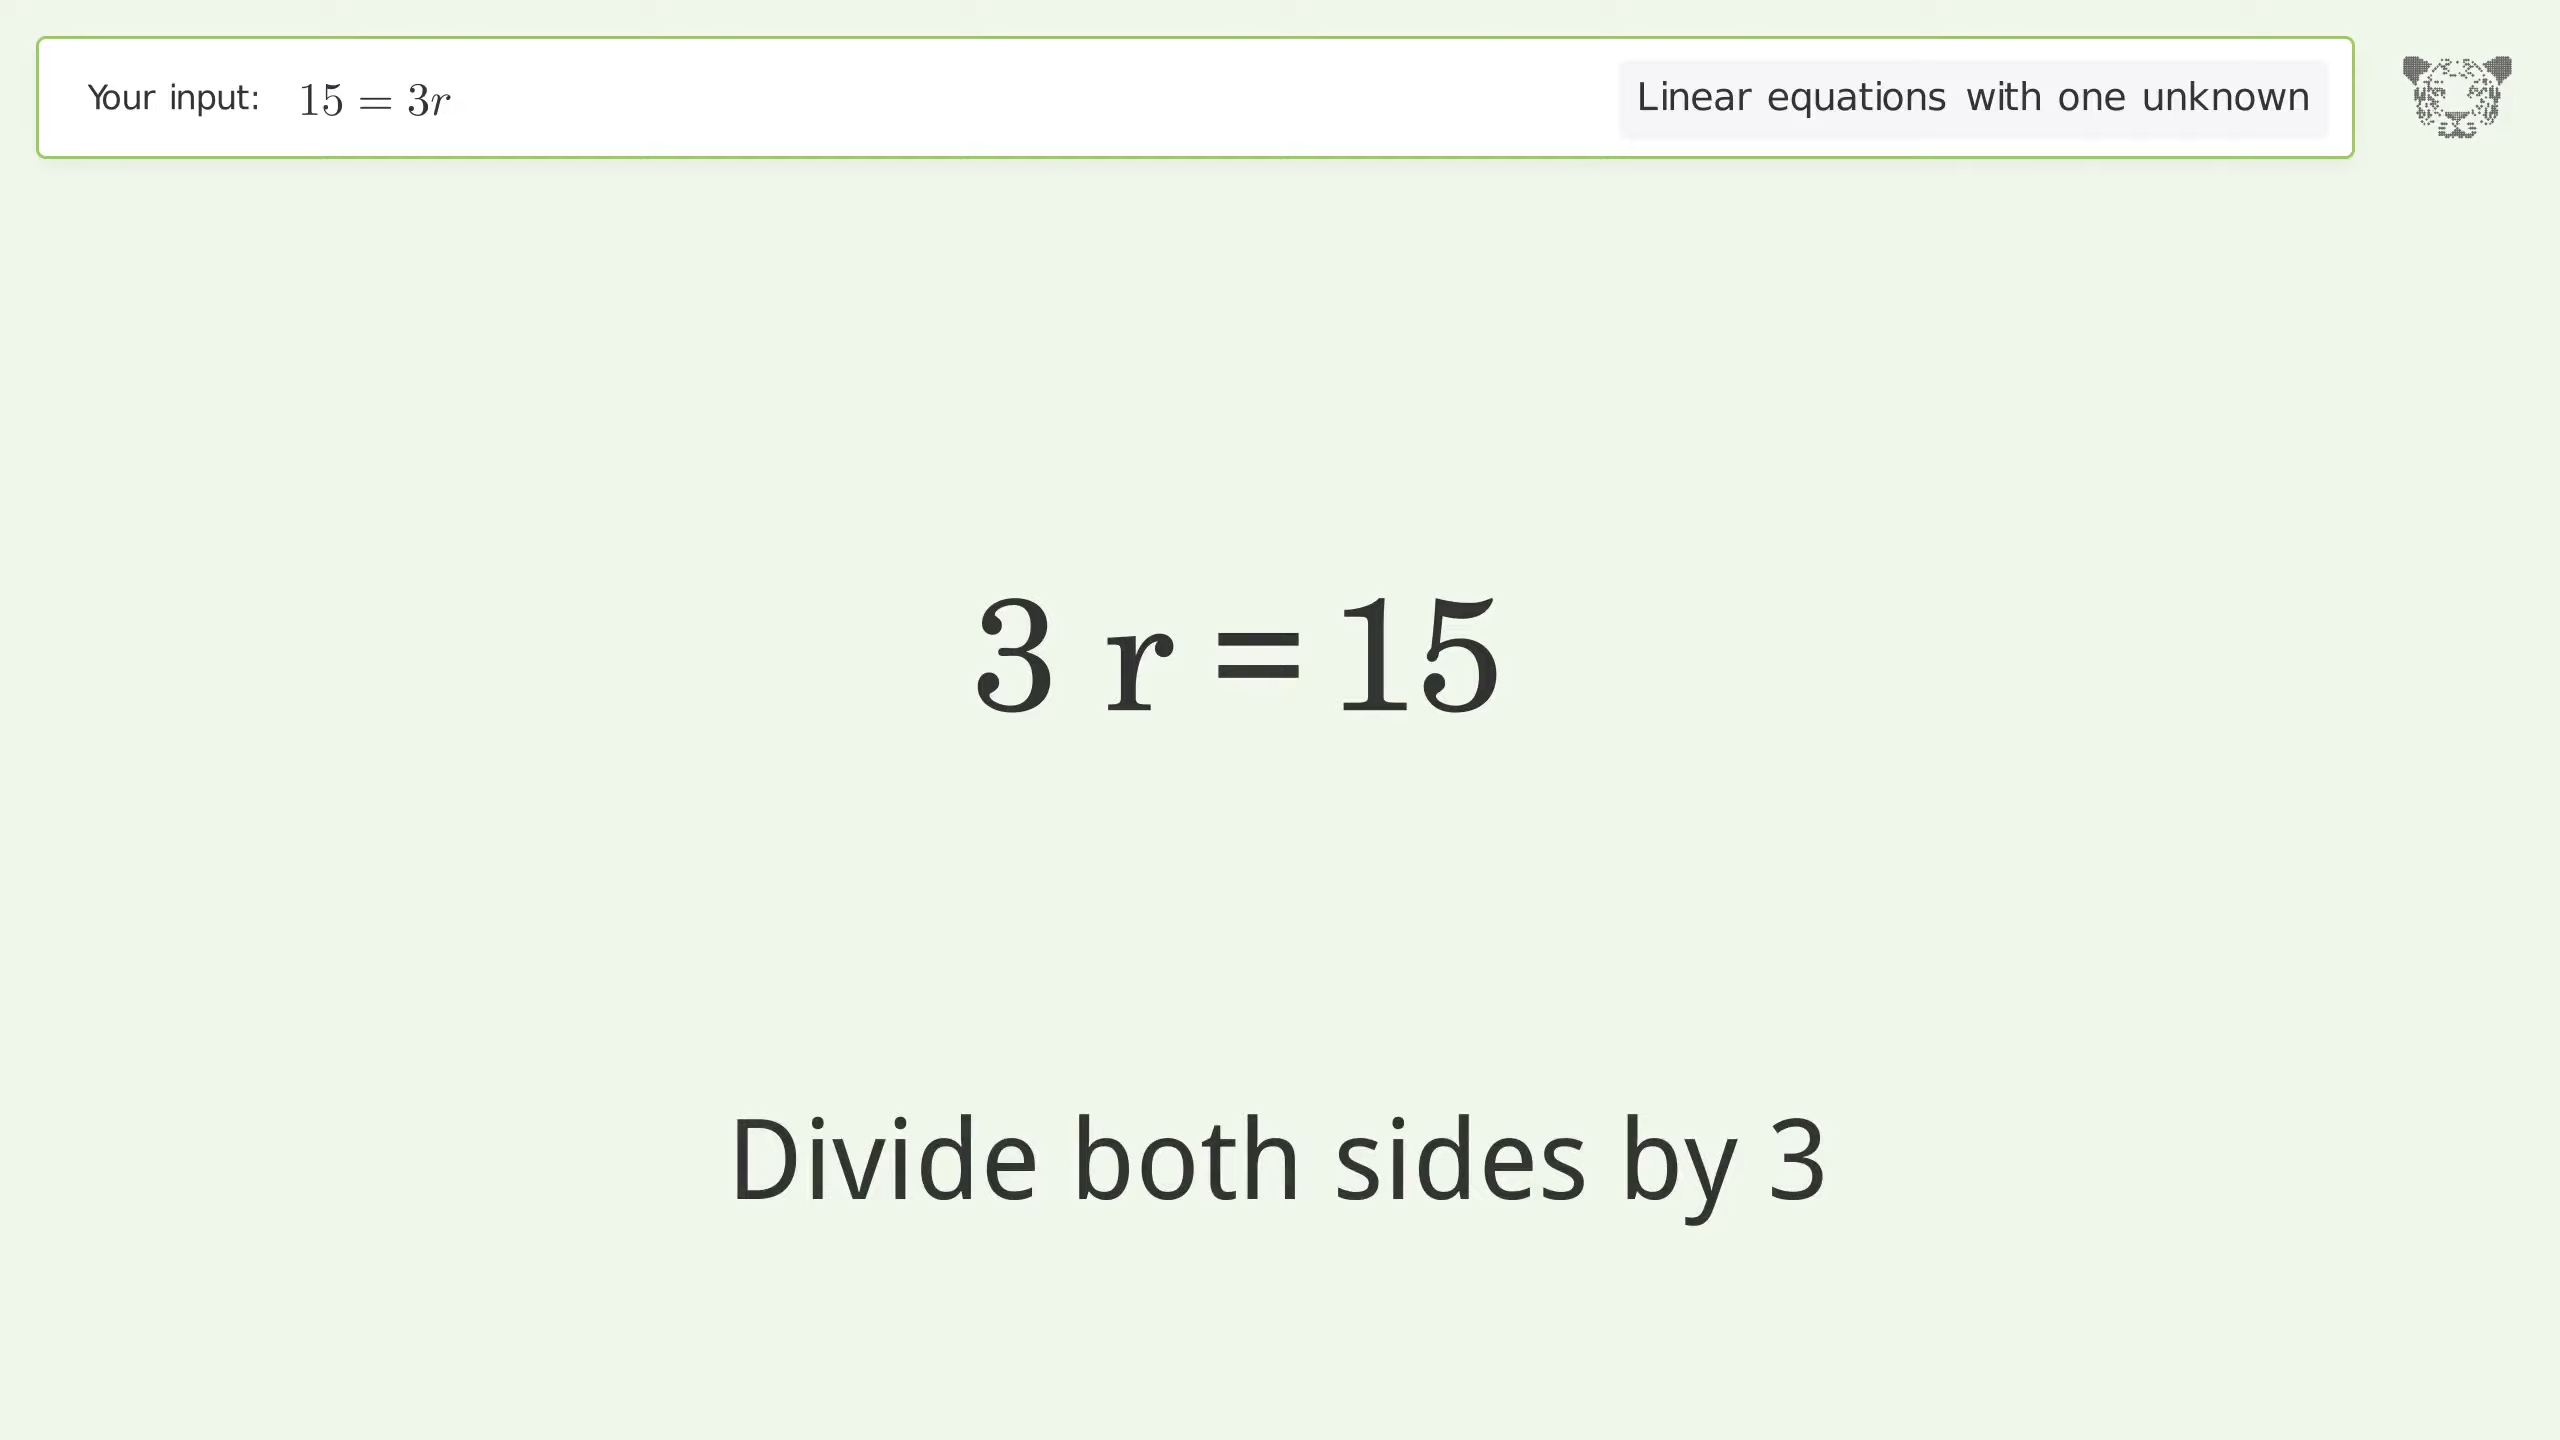 Your input: 15 = 3r
Linear equations with one unknown
3 r = 15
Divide both sides by 3